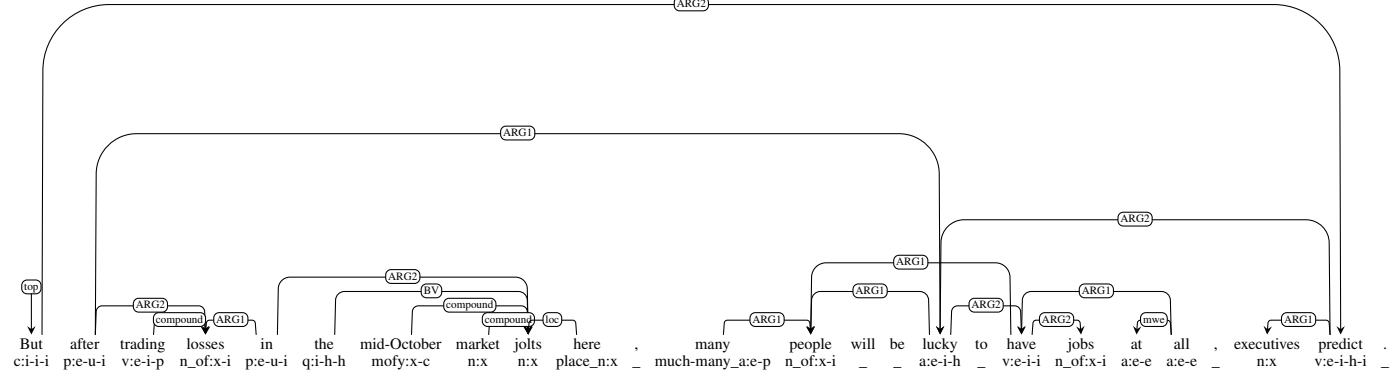 ARG2
ARG1
ARG2
ARG1
top ARG2 BV ARG1 ARG1
ARG2 compound ARG2
compound ARG1 compound loc ARG1 ARG2 mwe ARG1
But after trading losses in the mid-October market jolts here , many people will be lucky to have jobs at all , executives predict .
c:i-i-i p:e-u-i v:e-i-p n_of:x-i p:e-u-i q:i-h-h mofy:x-c n:x n:x place_n:x _ much-many_a:e-p n_of:x-i _ _ a:e-i-h _ v:e-i-i n_of:x-i a:e-e a:e-e _ n:x v:e-i-h-i _